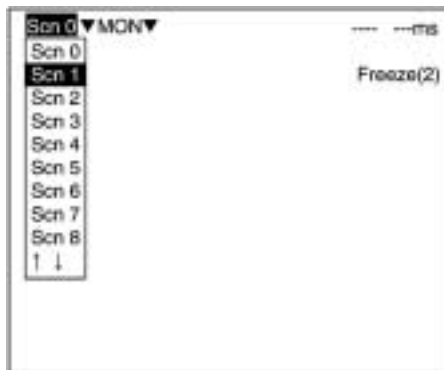 Scn 0▼MON▼ ---- ---ms
Scn 0
Scn 1 Freeze(2)
Scn 2
Scn 3
Scn 4
Scn 5
Scn 6
Scn 7
Scn 8
↑ ↓